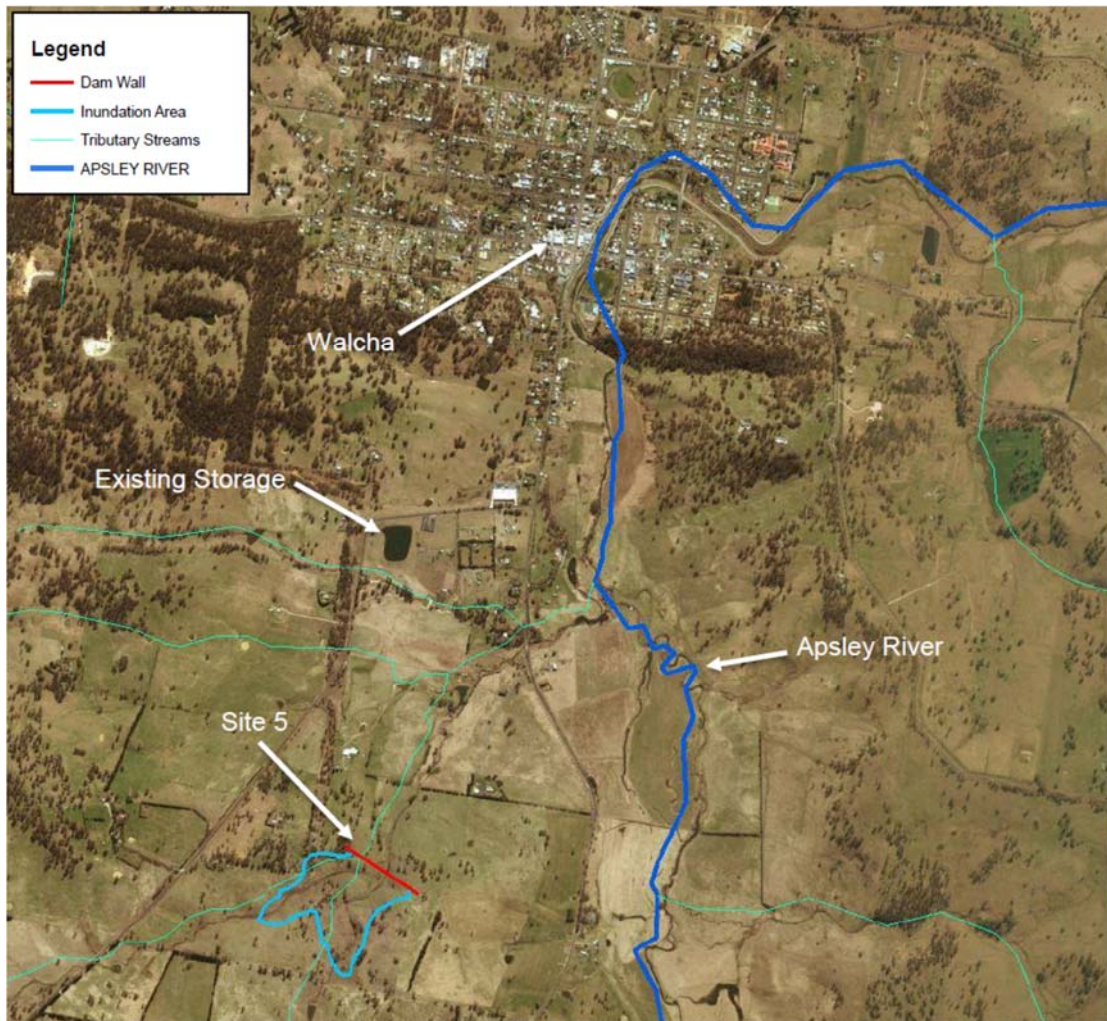 Legend
Dam Wall
Inundation Area
Tributary Streams
APSLEY RIVER
Walcha
Existing Storage
Apsley River
Site 5